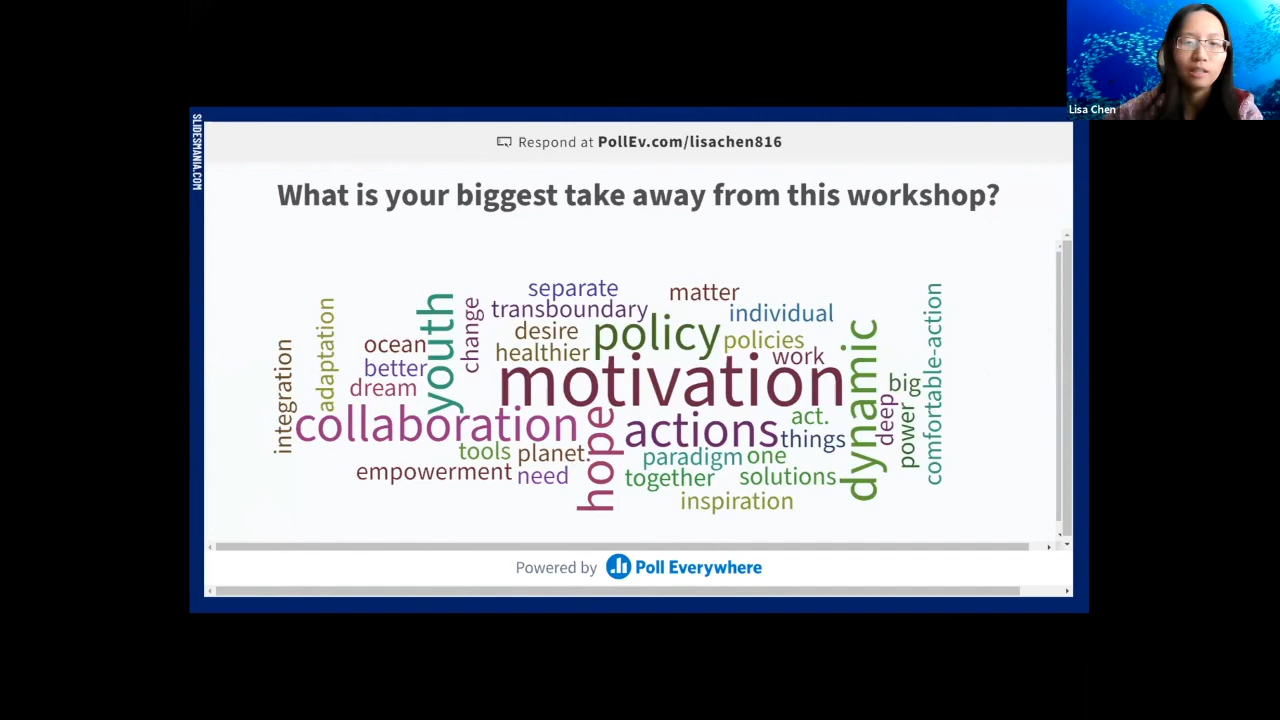 Lisa Chen
SLIDESMANIA.COM
Respond at PollEv.com/lisachen816
What is your biggest take away from this workshop?
separate
matter
transboundary
individual
desire
policy
policies
healthier
work
motivation
ocean
better
dream
youth
change
adaptation
integration
collaboration
hope
actions
act.
things
dynamic
big
deep
power
comfortable-action
tools
planet.
paradigm
one
empowerment
need
together
solutions
inspiration
Powered by Poll Everywhere